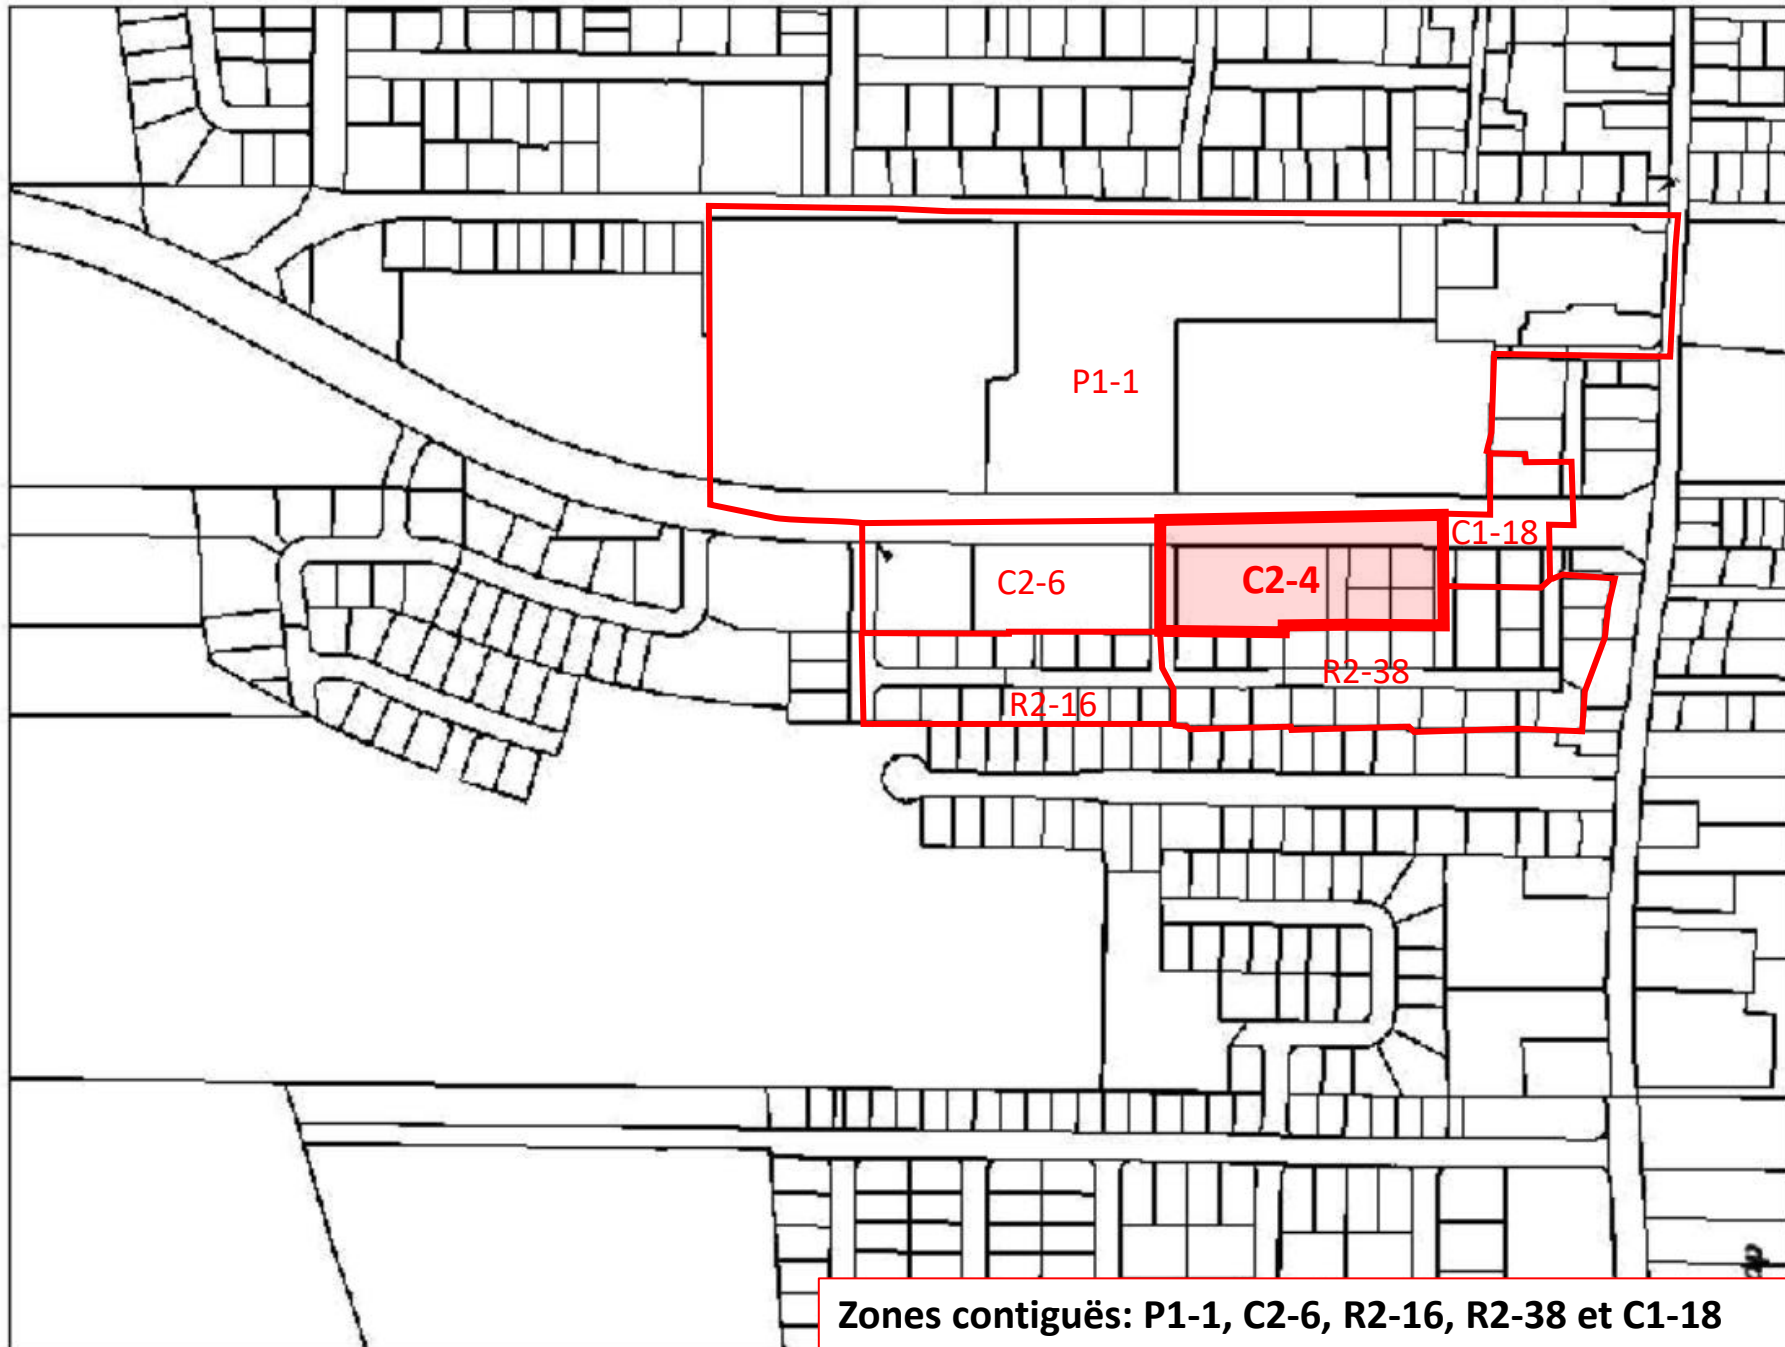 P1-1
C1-18
C2-6
C2-4
R2-38
R2-16
Zones contiguës: P1-1, C2-6, R2-16, R2-38 et C1-18